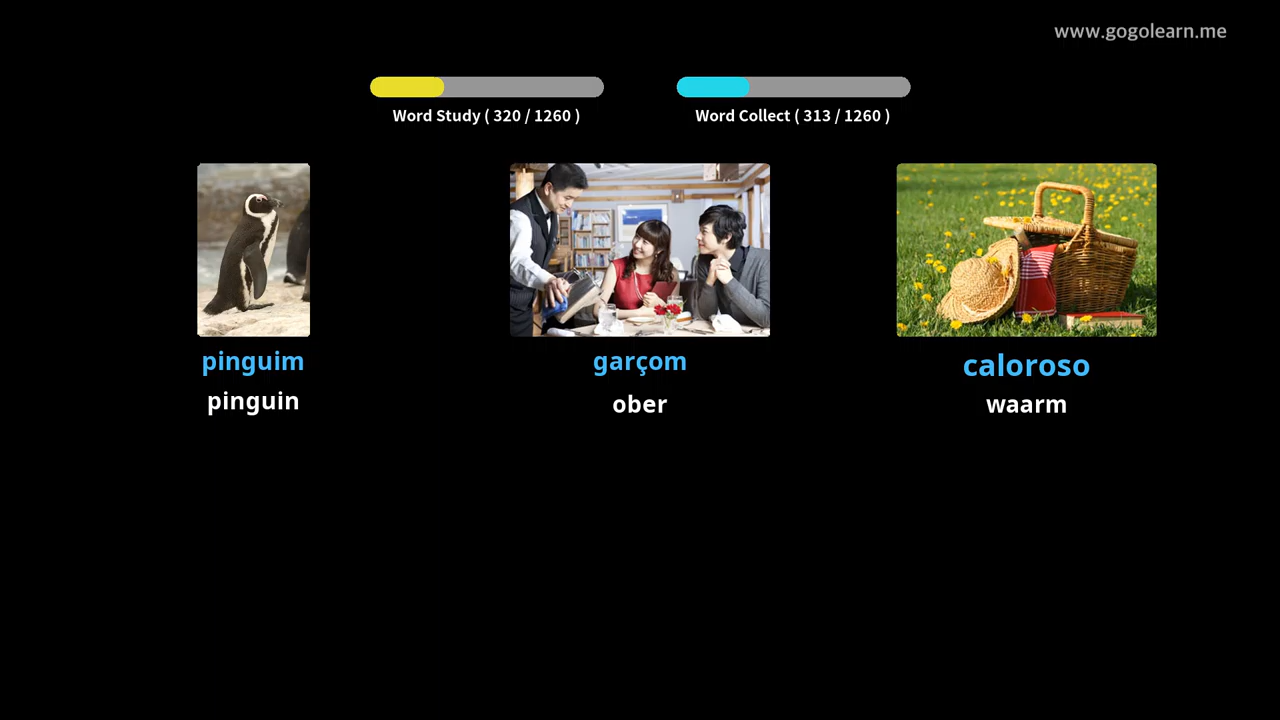 www.gogolearn.me
Word Study ( 320 / 1260 )
Word Collect ( 313 / 1260 )
pinguim
garçom
caloroso
pinguin
ober
waarm